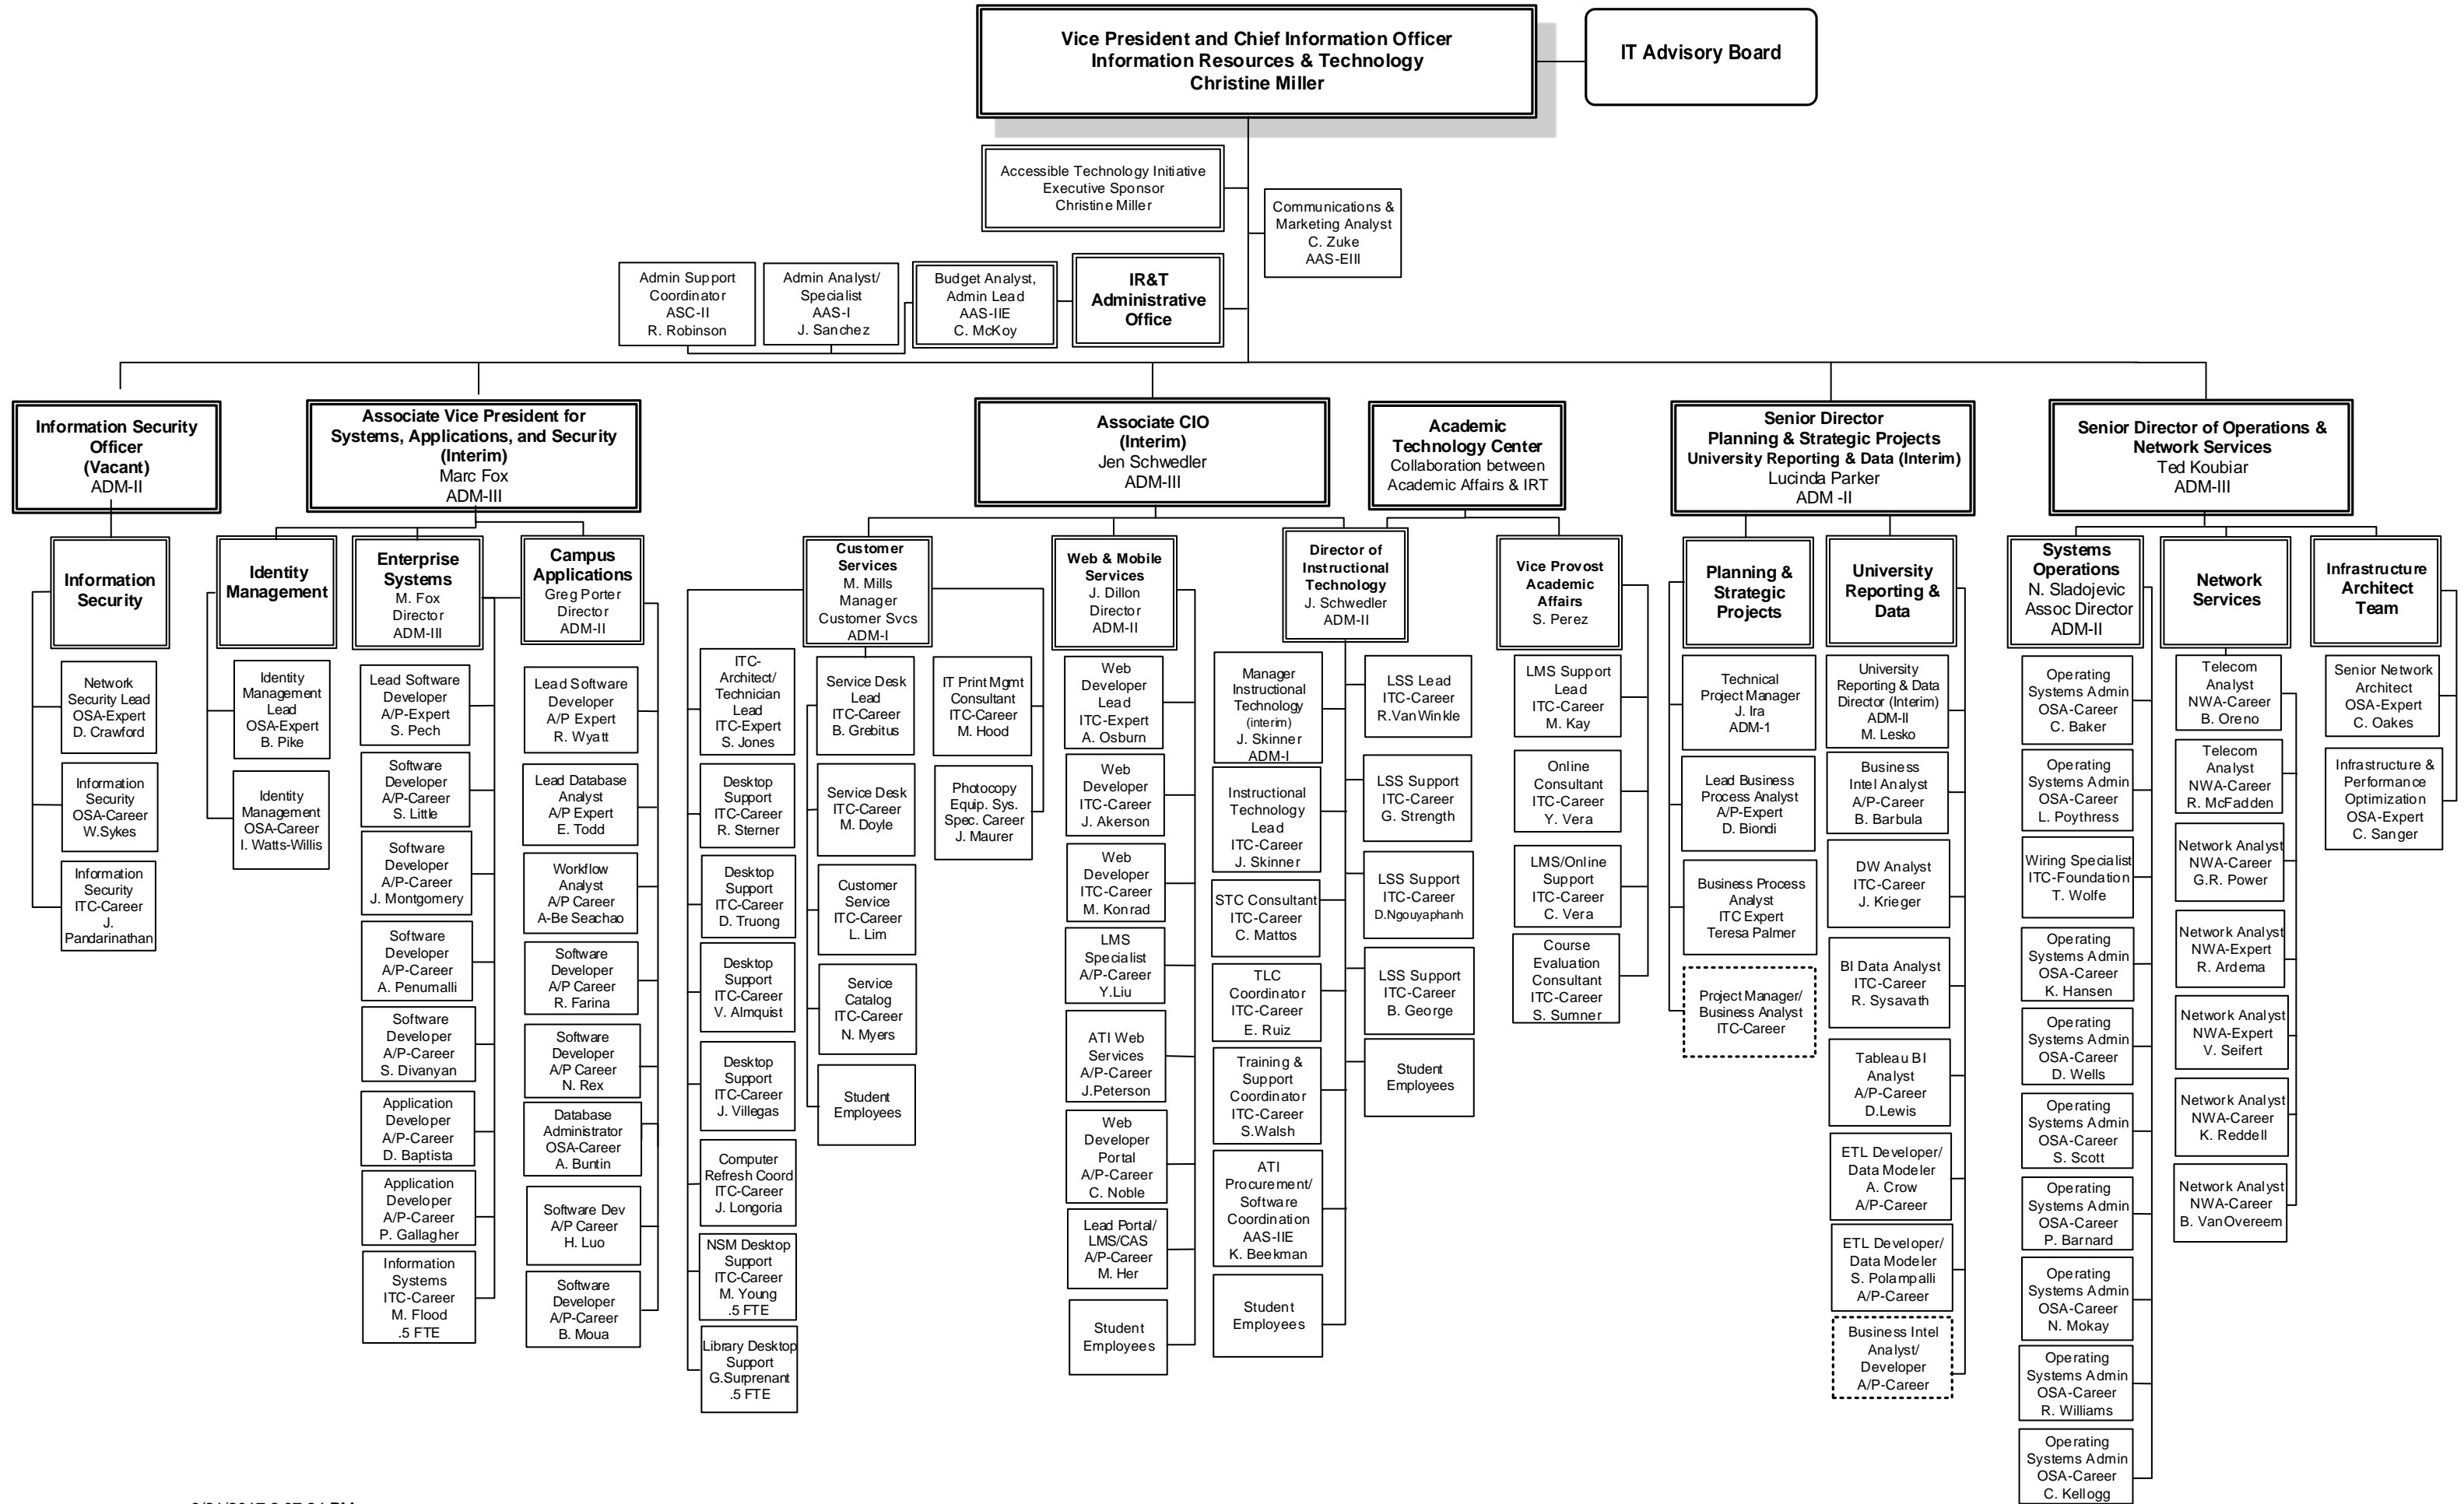 Vice President and Chief Information Officer
Information Resources & Technology
Christine Miller
IT Advisory Board
Accessible Technology Initiative
Executive Sponsor
Christine Miller
Communications &
Marketing Analyst
C. Zuke
AAS-EIII
Admin Support
Coordinator
ASC-II
R. Robinson
Admin Analyst/
Specialist
AAS-I
J. Sanchez
Budget Analyst,
Admin Lead
AAS-IIE
C. McKoy
IR&T
Administrative
Office
Information Security
Officer
(Vacant)
ADM-II
Associate Vice President for
Systems, Applications, and Security
(Interim)
Marc Fox
ADM-III
Associate CIO
(Interim)
Jen Schwedler
ADM-III
Academic
Technology Center
Collaboration between
Academic Affairs & IRT
Senior Director
Planning & Strategic Projects
University Reporting & Data (Interim)
Lucinda Parker
ADM -II
Senior Director of Operations &
Network Services
Ted Koubiar
ADM-III
Information
Security
Network
Security Lead
OSA-Expert
D. Crawford
Information
Security
OSA-Career
W.Sykes
Information
Security
ITC-Career
J.
Pandarinathan
Identity
Management
Identity
Management
Lead
OSA-Expert
B. Pike
Identity
Management
OSA-Career
I. Watts-Willis
Enterprise
Systems
M. Fox
Director
ADM-III
Lead Software
Developer
A/P-Expert
S. Pech
Software
Developer
A/P-Career
S. Little
Software
Developer
A/P-Career
J. Montgomery
Software
Developer
A/P-Career
A. Penumalli
Software
Developer
A/P-Career
S. Divanyan
Application
Developer
A/P-Career
D. Baptista
Application
Developer
A/P-Career
P. Gallagher
Information
Systems
ITC-Career
M. Flood
.5 FTE
Campus
Applications
Greg Porter
Director
ADM-II
Lead Software
Developer
A/P Expert
R. Wyatt
Lead Database
Analyst
A/P Expert
E. Todd
Workflow
Analyst
A/P Career
A-Be Seachao
Software
Developer
A/P Career
R. Farina
Software
Developer
A/P Career
N. Rex
Database
Administrator
OSA-Career
A. Buntin
Software Dev
A/P Career
H. Luo
Software
Developer
A/P-Career
B. Moua
Customer
Services
M. Mills
Manager
Customer Svcs
ADM-I
ITC-
Architect/
Technician
Lead
ITC-Expert
S. Jones
Desktop
Support
ITC-Career
R. Sterner
Desktop
Support
ITC-Career
D. Truong
Desktop
Support
ITC-Career
V. Almquist
Desktop
Support
ITC-Career
J. Villegas
Computer
Refresh Coord
ITC-Career
J. Longoria
NSM Desktop
Support
ITC-Career
M. Young
.5 FTE
Library Desktop
Support
G.Surprenant
.5 FTE
Service Desk
Lead
ITC-Career
B. Grebitus
Service Desk
ITC-Career
M. Doyle
Customer
Service
ITC-Career
L. Lim
Service
Catalog
ITC-Career
N. Myers
Student
Employees
IT Print Mgmt
Consultant
ITC-Career
M. Hood
Photocopy
Equip. Sys.
Spec. Career
J. Maurer
Web & Mobile
Services
J. Dillon
Director
ADM-II
Web
Developer
Lead
ITC-Expert
A. Osburn
Web
Developer
ITC-Career
J. Akerson
Web
Developer
ITC-Career
M. Konrad
LMS
Specialist
A/P-Career
Y.Liu
ATI Web
Services
A/P-Career
J.Peterson
Web
Developer
Portal
A/P-Career
C. Noble
Lead Portal/
LMS/CAS
A/P-Career
M. Her
Student
Employees
Director of
Instructional
Technology
J. Schwedler
ADM-II
Manager
Instructional
Technology
(interim)
J. Skinner
ADM-I
Instructional
Technology
Lead
ITC-Career
J. Skinner
STC Consultant
ITC-Career
C. Mattos
TLC
Coordinator
ITC-Career
E. Ruiz
Training &
Support
Coordinator
ITC-Career
S.Walsh
ATI
Procurement/
Software
Coordination
AAS-IIE
K. Beekman
Student
Employees
LSS Lead
ITC-Career
R.VanWinkle
LSS Support
ITC-Career
G. Strength
LSS Support
ITC-Career
D.Ngouyaphanh
LSS Support
ITC-Career
B. George
Student
Employees
Vice Provost
Academic
Affairs
S. Perez
LMS Support
Lead
ITC-Career
M. Kay
Online
Consultant
ITC-Career
Y. Vera
LMS/Online
Support
ITC-Career
C. Vera
Course
Evaluation
Consultant
ITC-Career
S. Sumner
Planning &
Strategic
Projects
Technical
Project Manager
J. Ira
ADM-1
Lead Business
Process Analyst
A/P-Expert
D. Biondi
Business Process
Analyst
ITC Expert
Teresa Palmer
Project Manager/
Business Analyst
ITC-Career
University
Reporting &
Data
University
Reporting & Data
Director (Interim)
ADM-II
M. Lesko
Business
Intel Analyst
A/P-Career
B. Barbula
DW Analyst
ITC-Career
J. Krieger
BI Data Analyst
ITC-Career
R. Sysavath
Tableau BI
Analyst
A/P-Career
D.Lewis
ETL Developer/
Data Modeler
A. Crow
A/P-Career
ETL Developer/
Data Modeler
S. Polampalli
A/P-Career
Business Intel
Analyst/
Developer
A/P-Career
Systems
Operations
N. Sladojevic
Assoc Director
ADM-II
Operating
Systems Admin
OSA-Career
C. Baker
Operating
Systems Admin
OSA-Career
L. Poythress
Wiring Specialist
ITC-Foundation
T. Wolfe
Operating
Systems Admin
OSA-Career
K. Hansen
Operating
Systems Admin
OSA-Career
D. Wells
Operating
Systems Admin
OSA-Career
S. Scott
Operating
Systems Admin
OSA-Career
P. Barnard
Operating
Systems Admin
OSA-Career
N. Mokay
Operating
Systems Admin
OSA-Career
R. Williams
Operating
Systems Admin
OSA-Career
C. Kellogg
Network
Services
Telecom
Analyst
NWA-Career
B. Oreno
Telecom
Analyst
NWA-Career
R. McFadden
Network Analyst
NWA-Career
G.R. Power
Network Analyst
NWA-Expert
R. Ardema
Network Analyst
NWA-Expert
V. Seifert
Network Analyst
NWA-Career
K. Reddell
Network Analyst
NWA-Career
B. VanOvereem
Infrastructure
Architect
Team
Senior Network
Architect
OSA-Expert
C. Oakes
Infrastructure &
Performance
Optimization
OSA-Expert
C. Sanger